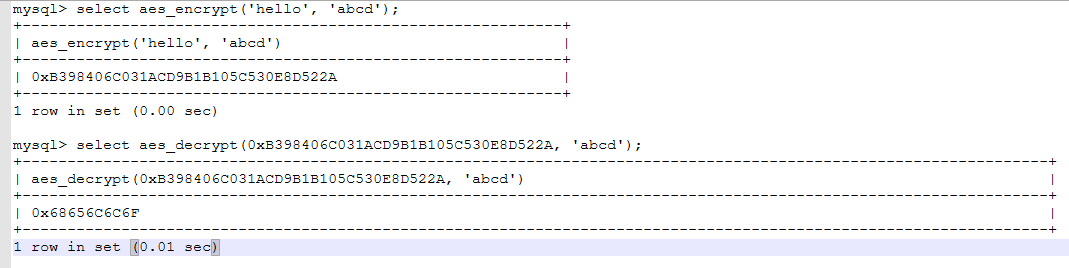 mysql> select aes_encrypt('hello', 'abcd');
+------------------------------------------------------------+
| aes_encrypt('hello', 'abcd') |
+------------------------------------------------------------+
| 0xB398406C031ACD9B1B105C530E8D522A |
+------------------------------------------------------------+
1 row in set (0.00 sec)
mysql> select aes_decrypt(0xB398406C031ACD9B1B105C530E8D522A, 'abcd');
+------------------------------------------------------------------------------------------------------------------+
| aes_decrypt(0xB398406C031ACD9B1B105C530E8D522A, 'abcd') |
+------------------------------------------------------------------------------------------------------------------+
| 0x68656C6C6F |
+------------------------------------------------------------------------------------------------------------------+
1 row in set (0.01 sec)